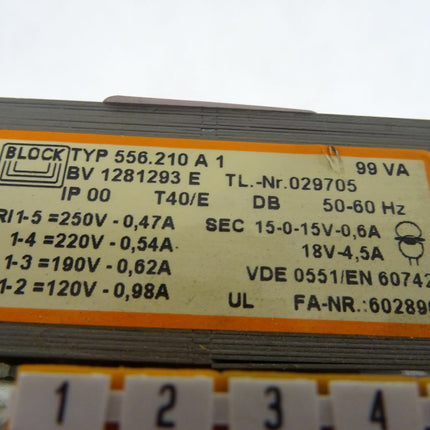 BLOCK TYP 556.210 A 1 99 VA
BV 1281293 E TL.-Nr.029705
IP 00 T40/E DB 50-60 Hz
RI1-5 =250V - 0,47A SEC 15-0-15V-0,6A
1-4 =220V - 0,54A 18V-4,5A
1-3 =190V - 0,62A VDE 0551/EN 60742
1-2 =120V - 0,98A UL FA-NR.:60289
1 2 3 4